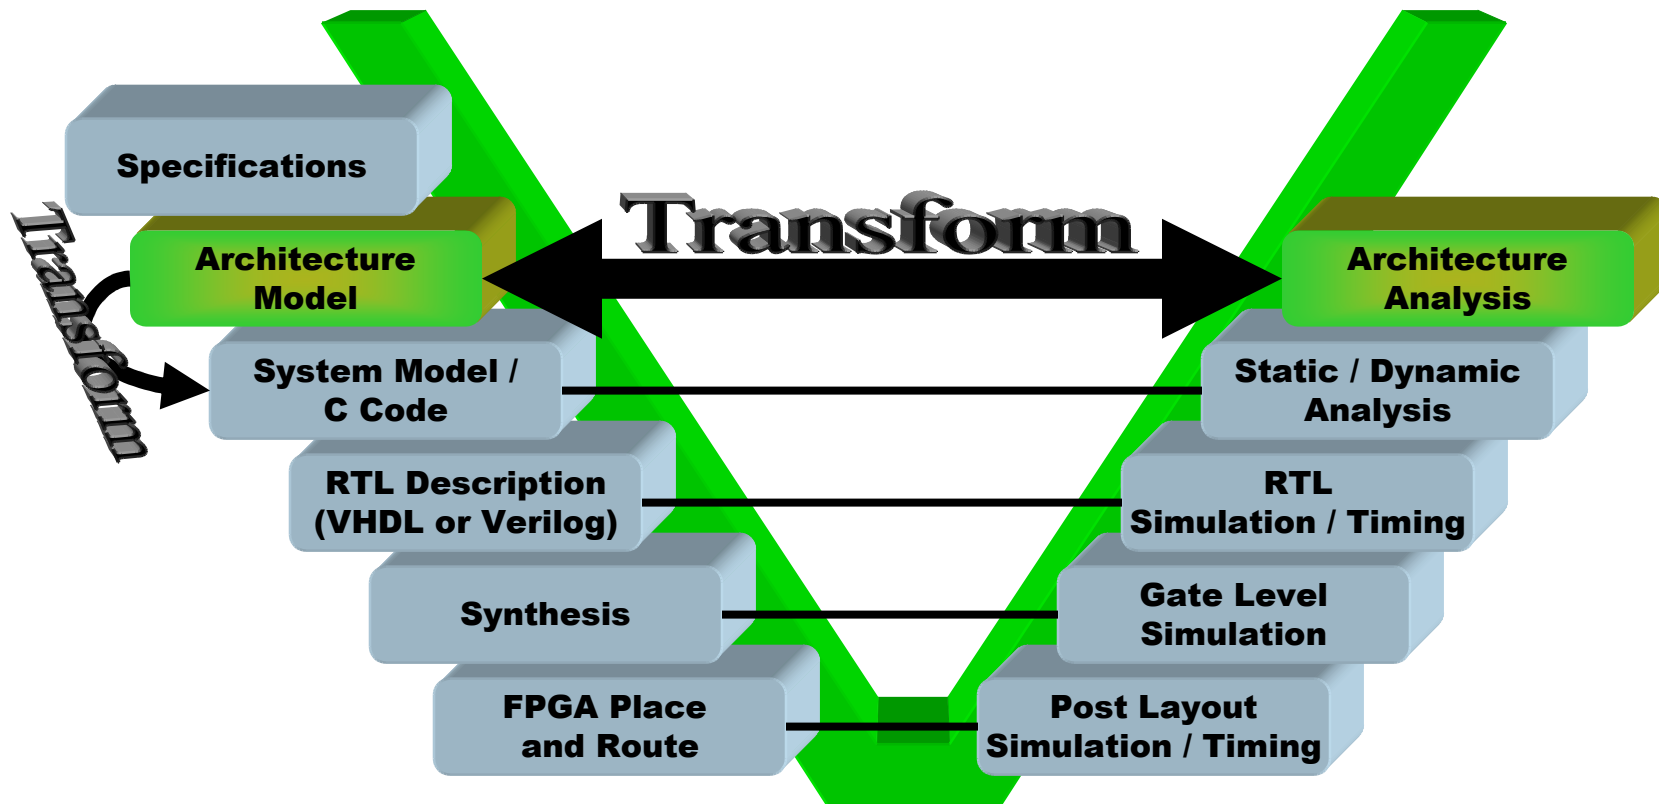 Specifications
Transform
Architecture
Model
Transform
Architecture
Analysis
System Model /
C Code
Static / Dynamic
Analysis
RTL Description
(VHDL or Verilog)
RTL
Simulation / Timing
Synthesis
Gate Level
Simulation
FPGA Place
and Route
Post Layout
Simulation / Timing